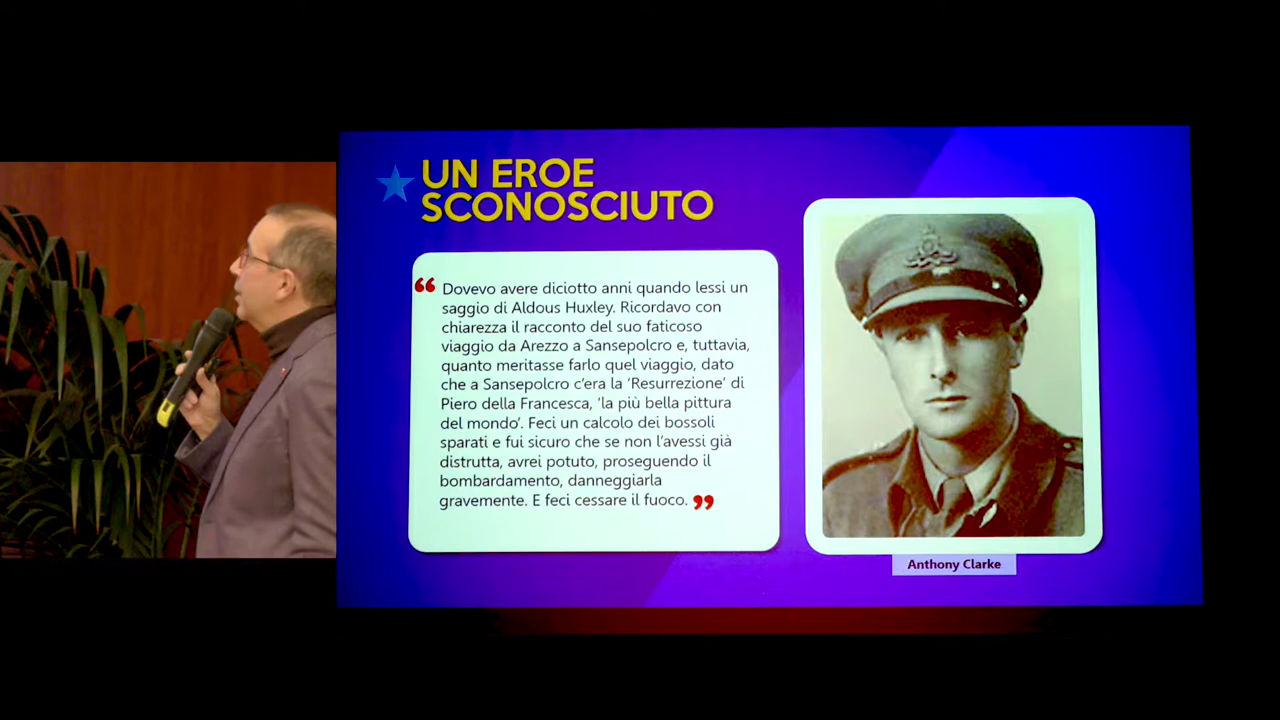 UN EROE
SCONOSCIUTO
“ Dovevo avere diciotto anni quando lessi un
saggio di Aldous Huxley. Ricordavo con
chiarezza il racconto del suo faticoso
viaggio da Arezzo a Sansepolcro e, tuttavia,
quanto meritasse farlo quel viaggio, dato
che a Sansepolcro c'era la ‘Resurrezione’ di
Piero della Francesca, ‘la più bella pittura
del mondo’. Feci un calcolo dei bossoli
sparati e fui sicuro che se non l'avessi già
distrutta, avrei potuto, proseguendo il
bombardamento, danneggiarla
gravemente. E feci cessare il fuoco. ”
Anthony Clarke